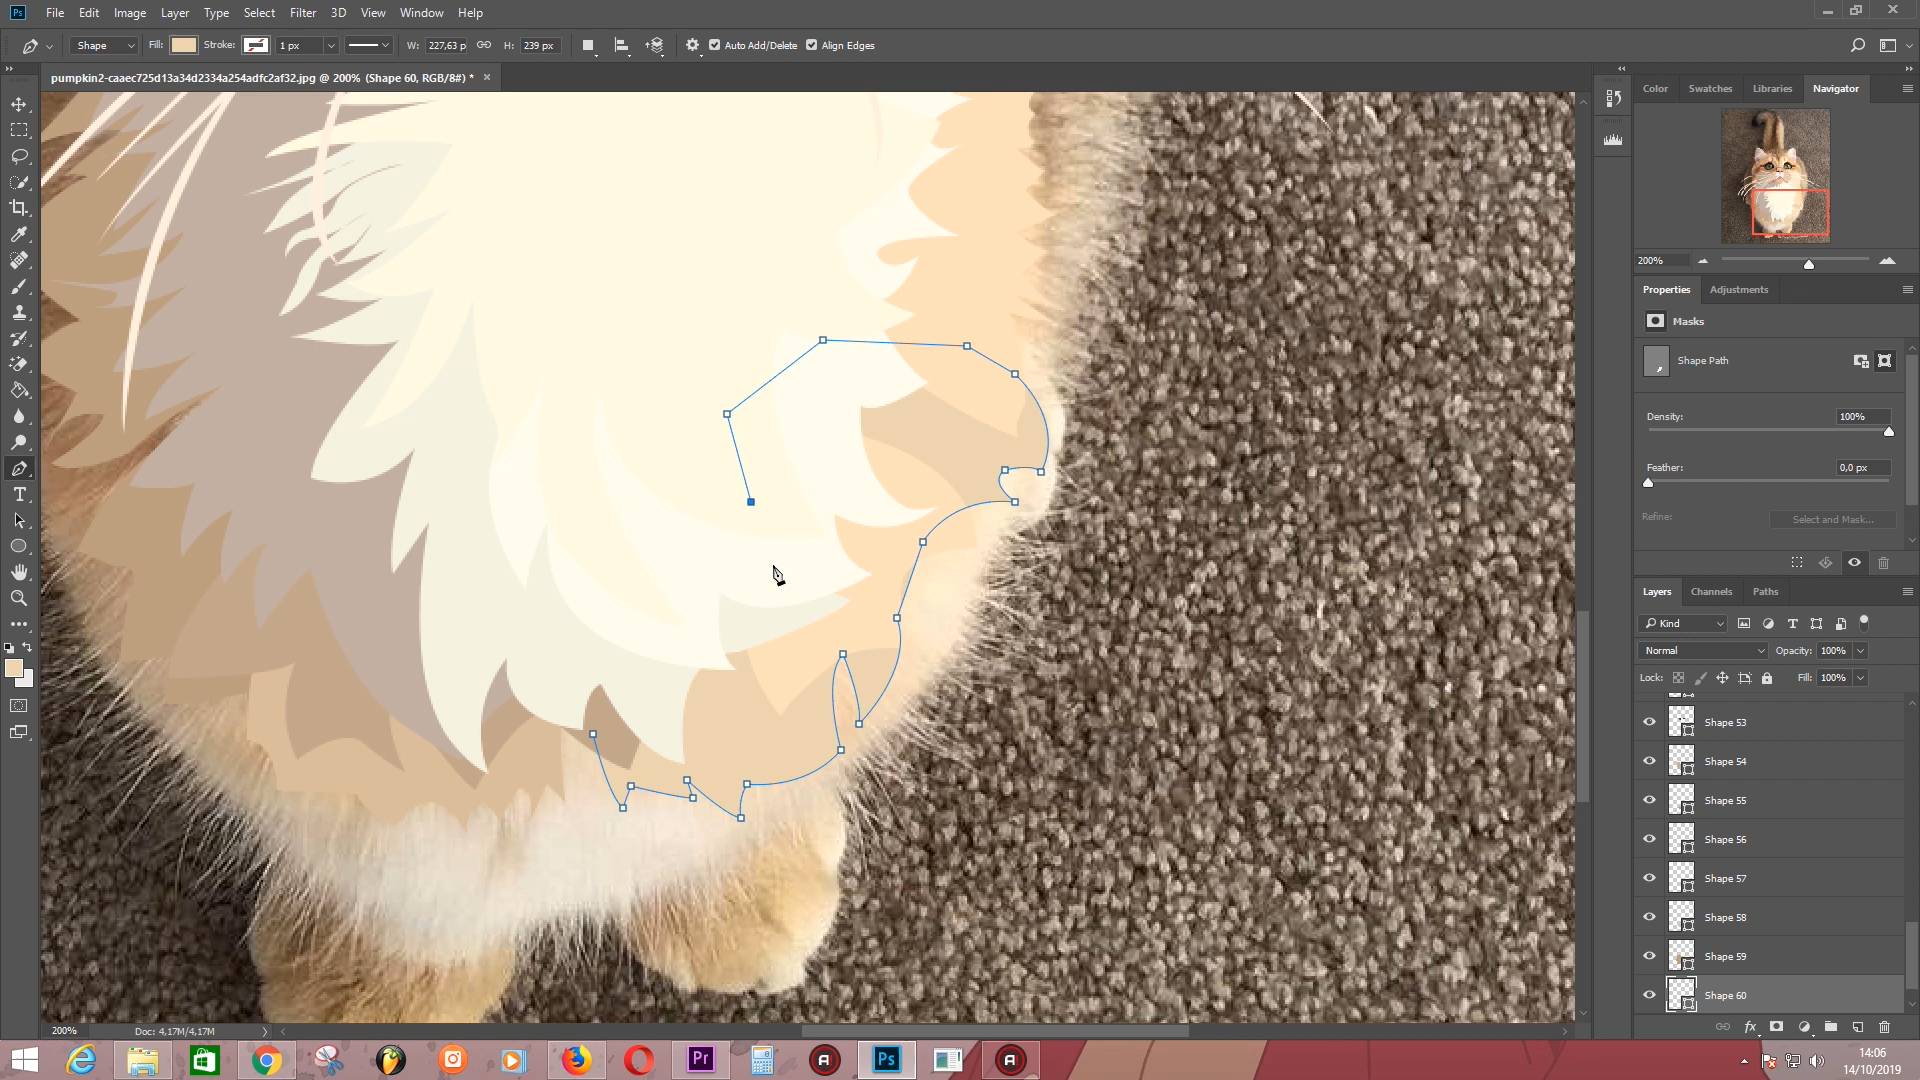 Ps File Edit Image Layer Type Select Filter 3D View Window Help
Shape Fill: Stroke: 1 px W: 227,63 p H: 239 px Auto Add/Delete Align Edges
pumpkin2-caaec725d13a34d2334a254adfc2af32.jpg @ 200% (Shape 60, RGB/8#) *
Color Swatches Libraries Navigator
200%
Properties Adjustments
Masks
Shape Path
Density: 100%
Feather: 0,0 px
Refine: Select and Mask...
Layers Channels Paths
Kind
Normal Opacity: 100%
Lock: Fill: 100%
Shape 53
Shape 54
Shape 55
Shape 56
Shape 57
Shape 58
Shape 59
Shape 60
200% Doc: 4,17M/4,17M
Pr Ps
14:06
14/10/2019